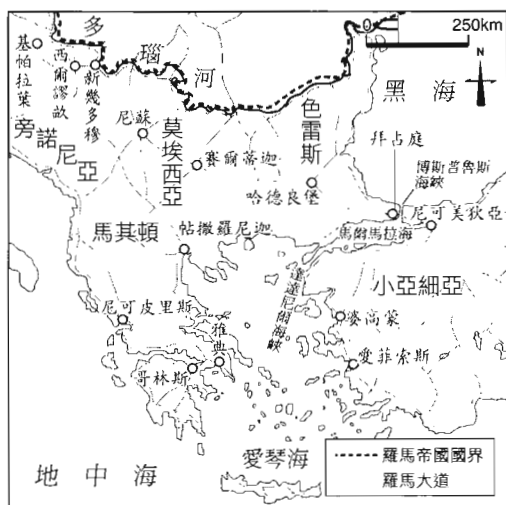 多瑙河
0 250km
N
黑海
基帕拉葉
西爾謬畝
新幾多穆
旁諾尼亞
尼蘇
莫埃西亞
賽爾蒂迦
色雷斯
哈德良堡
拜占庭
博斯普魯斯
海峽
尼可美狄亞
馬爾馬拉海
馬其頓
帖撒羅尼迦
達達尼爾海峽
小亞細亞
尼可皮里斯
雅典
哥林斯
婆高蒙
愛菲索斯
愛琴海
地中海
羅馬帝國國界
羅馬大道